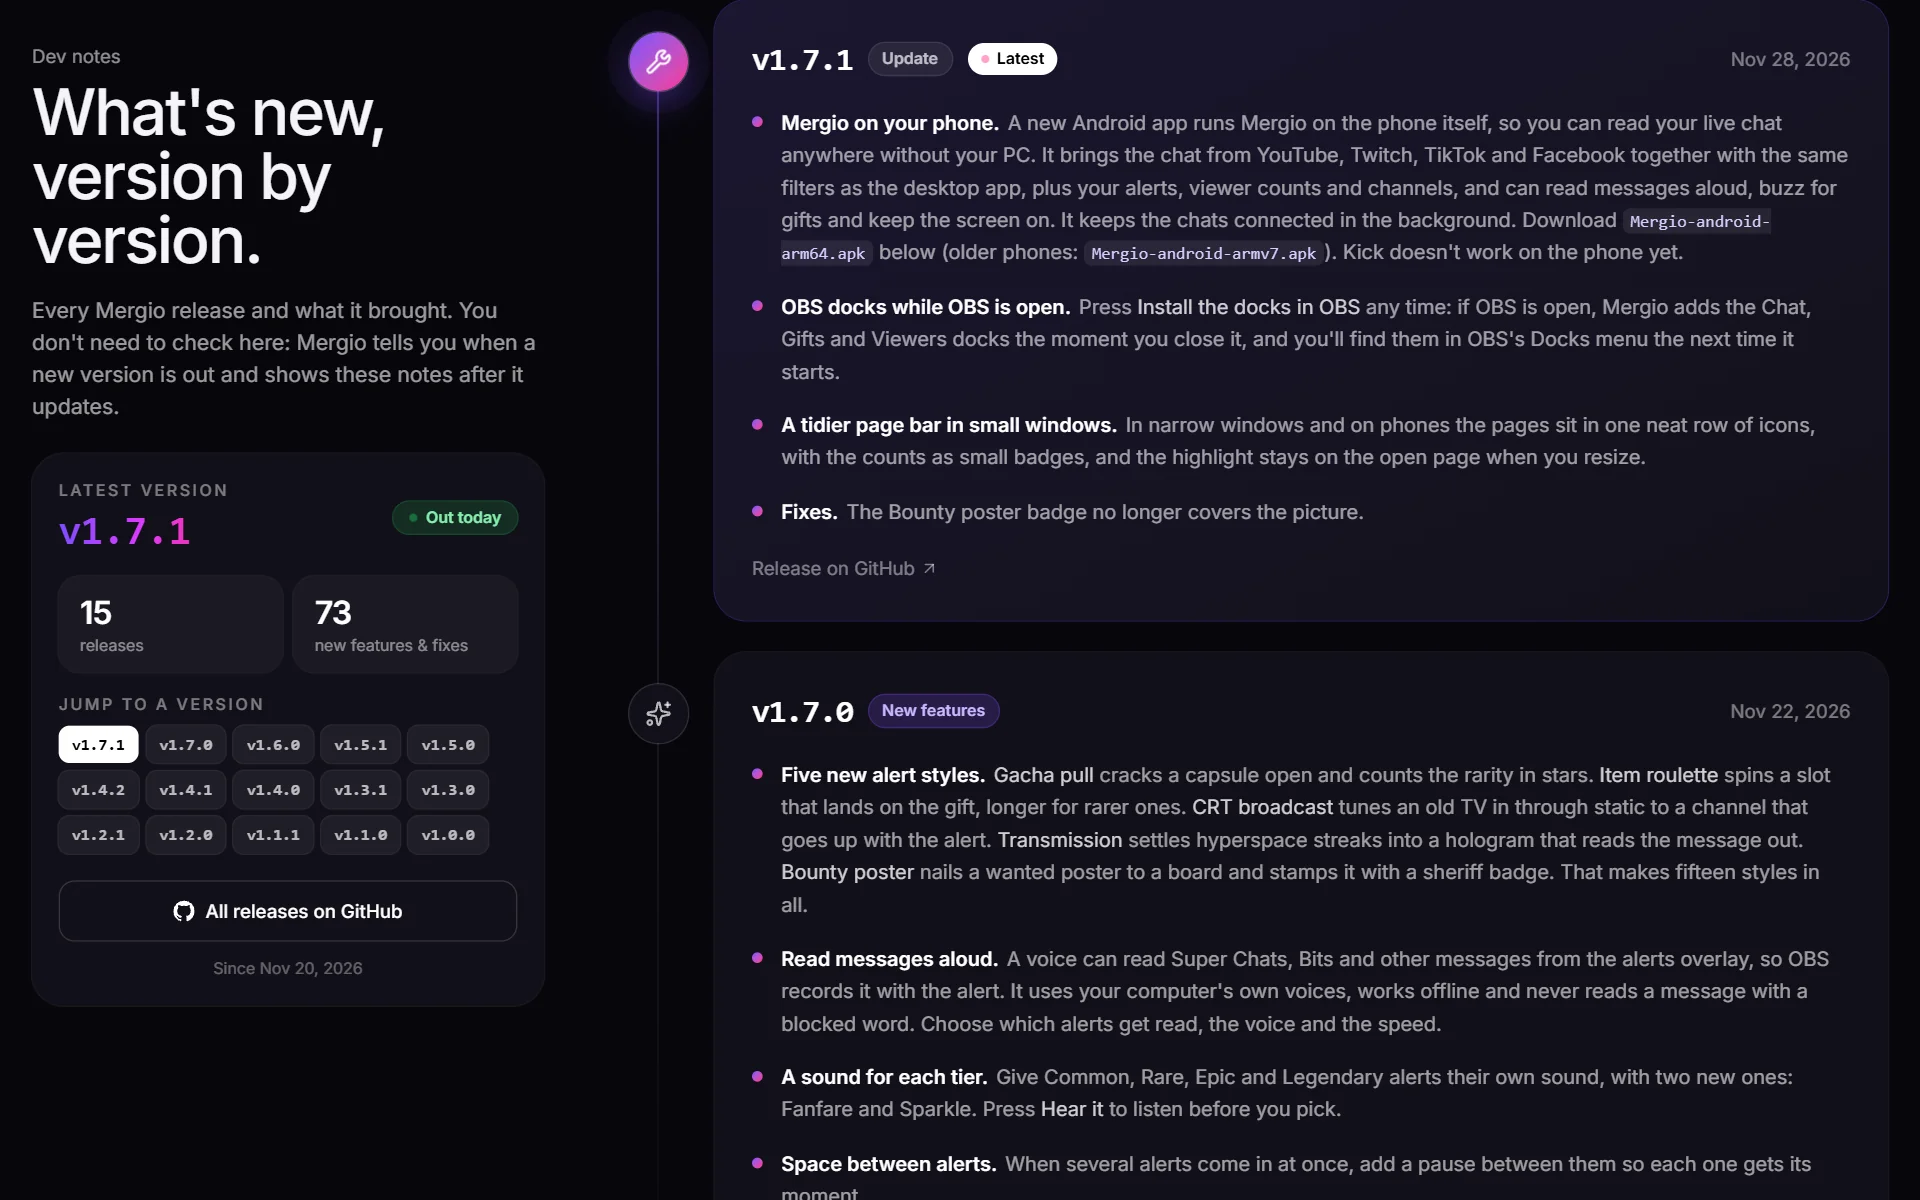 Dev notes
What's new,
version by
version.
Every Mergio release and what it brought. You
don't need to check here: Mergio tells you when a
new version is out and shows these notes after it
updates.
LATEST VERSION
v1.7.1
Out today
15
releases
73
new features & fixes
JUMP TO A VERSION
v1.7.1 v1.7.0 v1.6.0 v1.5.1 v1.5.0
v1.4.2 v1.4.1 v1.4.0 v1.3.1 v1.3.0
v1.2.1 v1.2.0 v1.1.1 v1.1.0 v1.0.0
All releases on GitHub
Since Nov 20, 2026
v1.7.1 Update Latest Nov 28, 2026
Mergio on your phone. A new Android app runs Mergio on the phone itself, so you can read your live chat
anywhere without your PC. It brings the chat from YouTube, Twitch, TikTok and Facebook together with the same
filters as the desktop app, plus your alerts, viewer counts and channels, and can read messages aloud, buzz for
gifts and keep the screen on. It keeps the chats connected in the background. Download Mergio-android-
arm64.apk below (older phones: Mergio-android-armv7.apk). Kick doesn't work on the phone yet.
OBS docks while OBS is open. Press Install the docks in OBS any time: if OBS is open, Mergio adds the Chat,
Gifts and Viewers docks the moment you close it, and you'll find them in OBS's Docks menu the next time it
starts.
A tidier page bar in small windows. In narrow windows and on phones the pages sit in one neat row of icons,
with the counts as small badges, and the highlight stays on the open page when you resize.
Fixes. The Bounty poster badge no longer covers the picture.
Release on GitHub
v1.7.0 New features Nov 22, 2026
Five new alert styles. Gacha pull cracks a capsule open and counts the rarity in stars. Item roulette spins a slot
that lands on the gift, longer for rarer ones. CRT broadcast tunes an old TV in through static to a channel that
goes up with the alert. Transmission settles hyperspace streaks into a hologram that reads the message out.
Bounty poster nails a wanted poster to a board and stamps it with a sheriff badge. That makes fifteen styles in
all.
Read messages aloud. A voice can read Super Chats, Bits and other messages from the alerts overlay, so OBS
records it with the alert. It uses your computer's own voices, works offline and never reads a message with a
blocked word. Choose which alerts get read, the voice and the speed.
A sound for each tier. Give Common, Rare, Epic and Legendary alerts their own sound, with two new ones:
Fanfare and Sparkle. Press Hear it to listen before you pick.
Space between alerts. When several alerts come in at once, add a pause between them so each one gets its
moment.